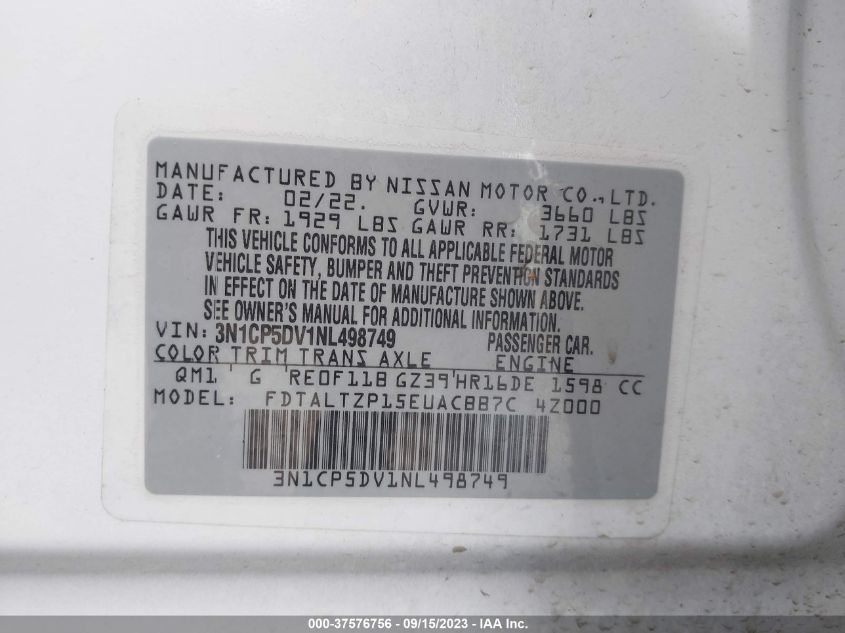 MANUFACTURED BY NISSAN MOTOR CO., LTD.
DATE: 02/22. GVWR: 3660 LBS
GAWR FR: 1929 LBS GAWR RR: 1731 LBS
THIS VEHICLE CONFORMS TO ALL APPLICABLE FEDERAL MOTOR
VEHICLE SAFETY, BUMPER AND THEFT PREVENTION STANDARDS
IN EFFECT ON THE DATE OF MANUFACTURE SHOWN ABOVE.
SEE OWNER'S MANUAL FOR ADDITIONAL INFORMATION.
VIN: 3N1CP5DV1NL498749 PASSENGER CAR.
COLOR TRIM TRANS AXLE ENGINE
QM1 G RE0F11B GZ39 HR16DE 1598 CC
MODEL: FDTALTZP15EUACBB7C 4Z000
3N1CP5DV1NL498749
000-37576756 - 09/15/2023 - IAA Inc.